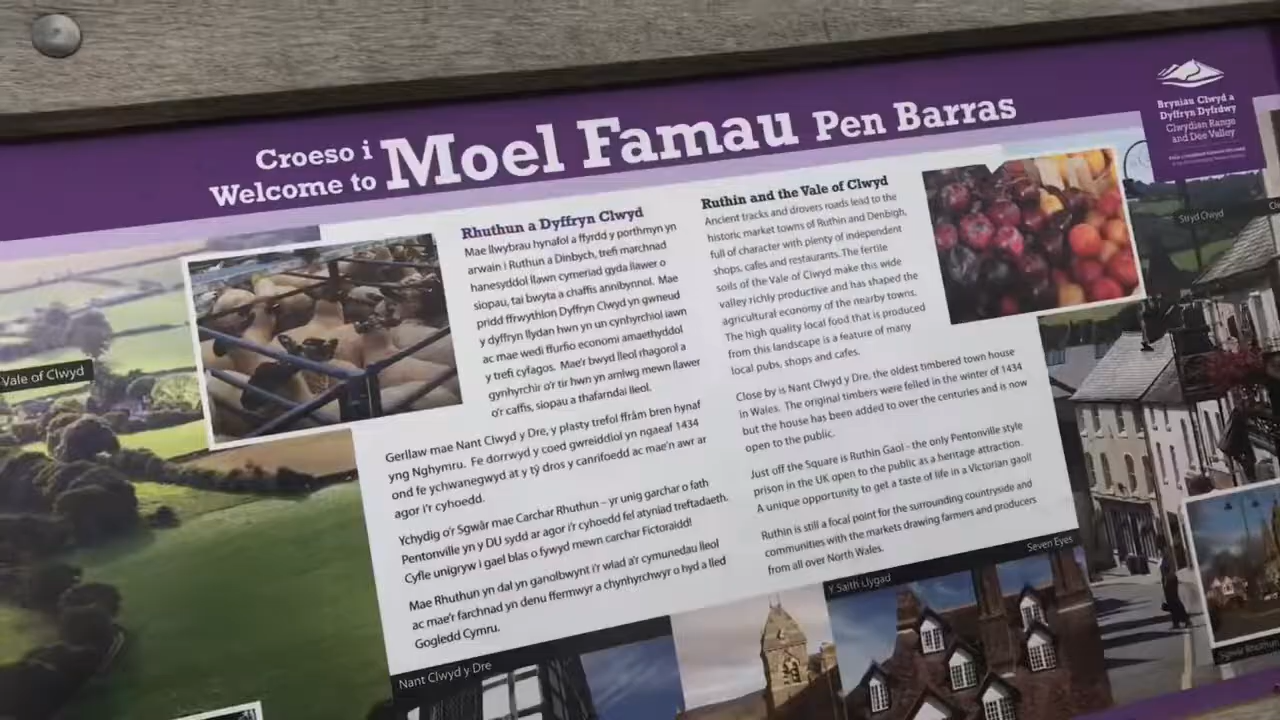 Croeso i
Welcome to
Moel Famau Pen Barras
Bryniau Clwyd a
Dyffryn Dyfrdwy
Clwydian Range
and Dee Valley
Rhuthun a Dyffryn Clwyd
Mae llwybrau hynafol a ffyrdd y porthmyn yn
arwain i Ruthun a Dinbych, trefi marchnad
hanesyddol llawn cymeriad gyda llawer o
siopau, tai bwyta a chaffis annibynnol. Mae
pridd ffrwythlon Dyffryn Clwyd yn gwneud
y dyffryn llydan hwn yn un cynhyrchiol iawn
ac mae wedi ffurfio economi amaethyddol
y trefi cyfagos. Mae'r bwyd lleol rhagorol a
gynhyrchir o'r tir hwn yn amlwg mewn llawer
o'r caffis, siopau a thafarndai lleol.
Gerllaw mae Nant Clwyd y Dre, y plasty trefol ffrâm bren hynaf
yng Nghymru. Fe dorrwyd y coed gwreiddiol yn ngaeaf 1434
ond fe ychwanegwyd at y tŷ dros y canrifoedd ac mae'n awr ar
agor i'r cyhoedd.
Ychydig o'r Sgwâr mae Carchar Rhuthun – yr unig garchar o fath
Pentonville yn y DU sydd ar agor i'r cyhoedd fel atyniad treftadaeth.
Cyfle unigryw i gael blas o fywyd mewn carchar Fictoraidd!
Mae Rhuthun yn dal yn ganolbwynt i'r wlad a'r cymunedau lleol
ac mae'r farchnad yn denu ffermwyr a chynhyrchwyr o hyd a lled
Gogledd Cymru.
Ruthin and the Vale of Clwyd
Ancient tracks and drovers roads lead to the
historic market towns of Ruthin and Denbigh,
full of character with plenty of independent
shops, cafes and restaurants. The fertile
soils of the Vale of Clwyd make this wide
valley richly productive and has shaped the
agricultural economy of the nearby towns.
The high quality local food that is produced
from this landscape is a feature of many
local pubs, shops and cafes.
Close by is Nant Clwyd y Dre, the oldest timbered town house
in Wales. The original timbers were felled in the winter of 1434
but the house has been added to over the centuries and is now
open to the public.
Just off the Square is Ruthin Gaol - the only Pentonville style
prison in the UK open to the public as a heritage attraction.
A unique opportunity to get a taste of life in a Victorian gaol!
Ruthin is still a focal point for the surrounding countryside and
communities with the markets drawing farmers and producers
from all over North Wales.
Vale of Clwyd
Stryd Clwyd
Nant Clwyd y Dre
Y Saith Llygad
Seven Eyes
Sgwâr